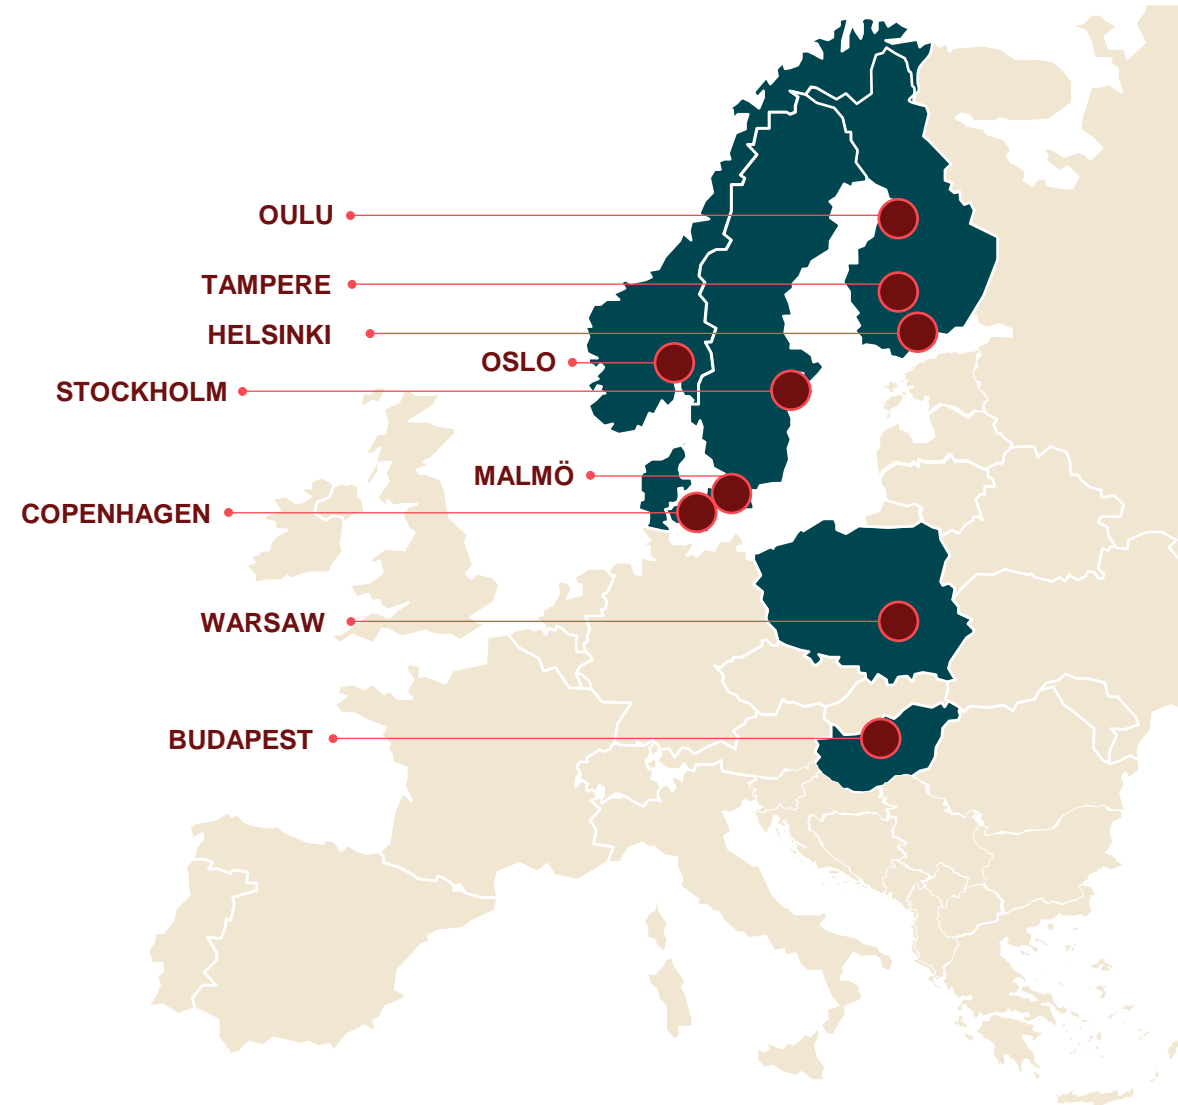 OULU
TAMPERE
HELSINKI
OSLO
STOCKHOLM
MALMÖ
COPENHAGEN
WARSAW
BUDAPEST